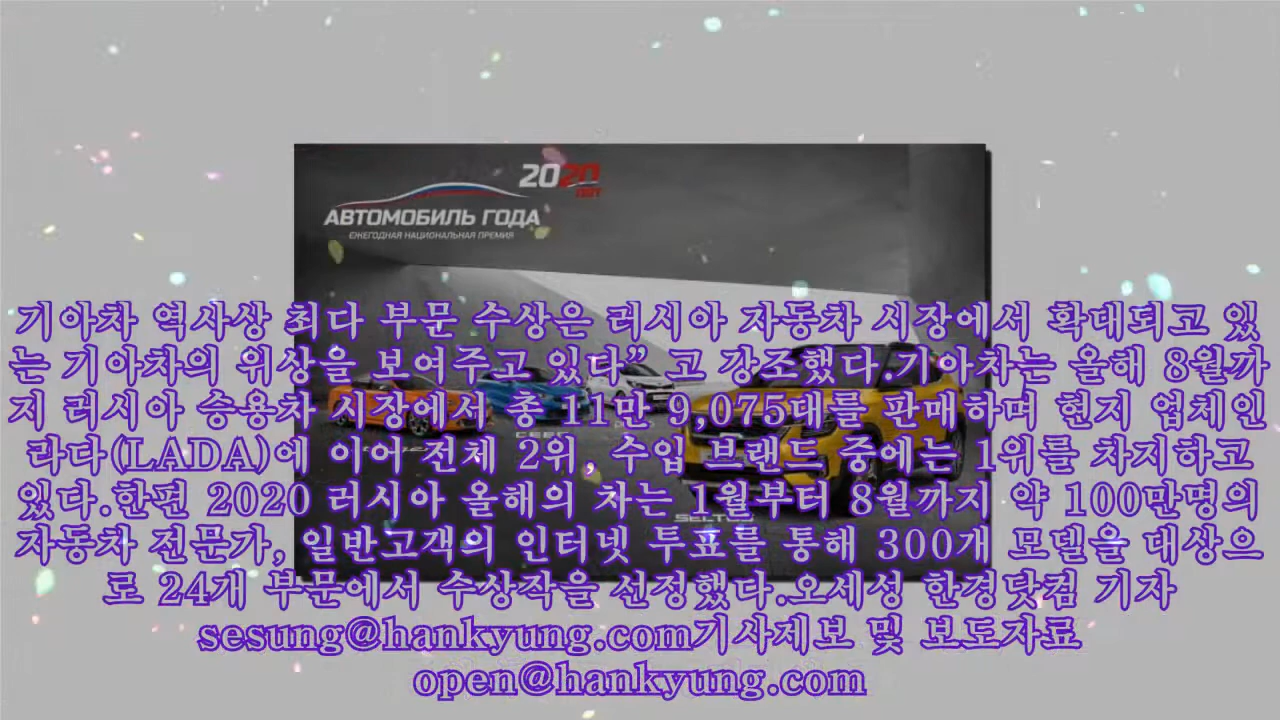 2020
ЛЕТ
АВТОМОБИЛЬ ГОДА
ЕЖЕГОДНАЯ НАЦИОНАЛЬНАЯ ПРЕМИЯ
기아차 역사상 최다 부문 수상은 러시아 자동차 시장에서 확대되고 있
는 기아차의 위상을 보여주고 있다” 고 강조했다.기아차는 올해 8월까
지 러시아 승용차 시장에서 총 11만 9,075대를 판매하며 현지 업체인
라다(LADA)에 이어 전체 2위, 수입 브랜드 중에는 1위를 차지하고
있다.한편 2020 러시아 올해의 차는 1월부터 8월까지 약 100만명의
SELTOS
자동차 전문가, 일반고객의 인터넷 투표를 통해 300개 모델을 대상으
로 24개 부문에서 수상작을 선정했다.오세성 한경닷컴 기자
sesung@hankyung.com기사제보 및 보도자료
open@hankyung.com